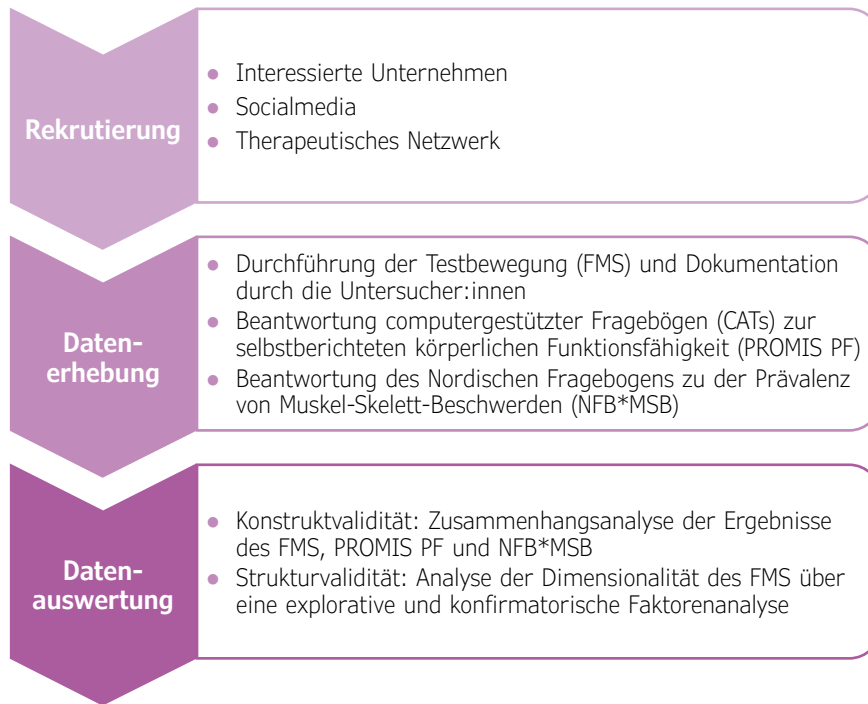 Rekrutierung
● Interessierte Unternehmen
● Socialmedia
● Therapeutisches Netzwerk
Daten-
erhebung
● Durchführung der Testbewegung (FMS) und Dokumentation
durch die Untersucher:innen
● Beantwortung computergestützter Fragebögen (CATs) zur
selbstberichteten körperlichen Funktionsfähigkeit (PROMIS PF)
● Beantwortung des Nordischen Fragebogens zu der Prävalenz
von Muskel-Skelett-Beschwerden (NFB*MSB)
Daten-
auswertung
● Konstruktvalidität: Zusammenhangsanalyse der Ergebnisse
des FMS, PROMIS PF und NFB*MSB
● Strukturvalidität: Analyse der Dimensionalität des FMS über
eine explorative und konfirmatorische Faktorenanalyse